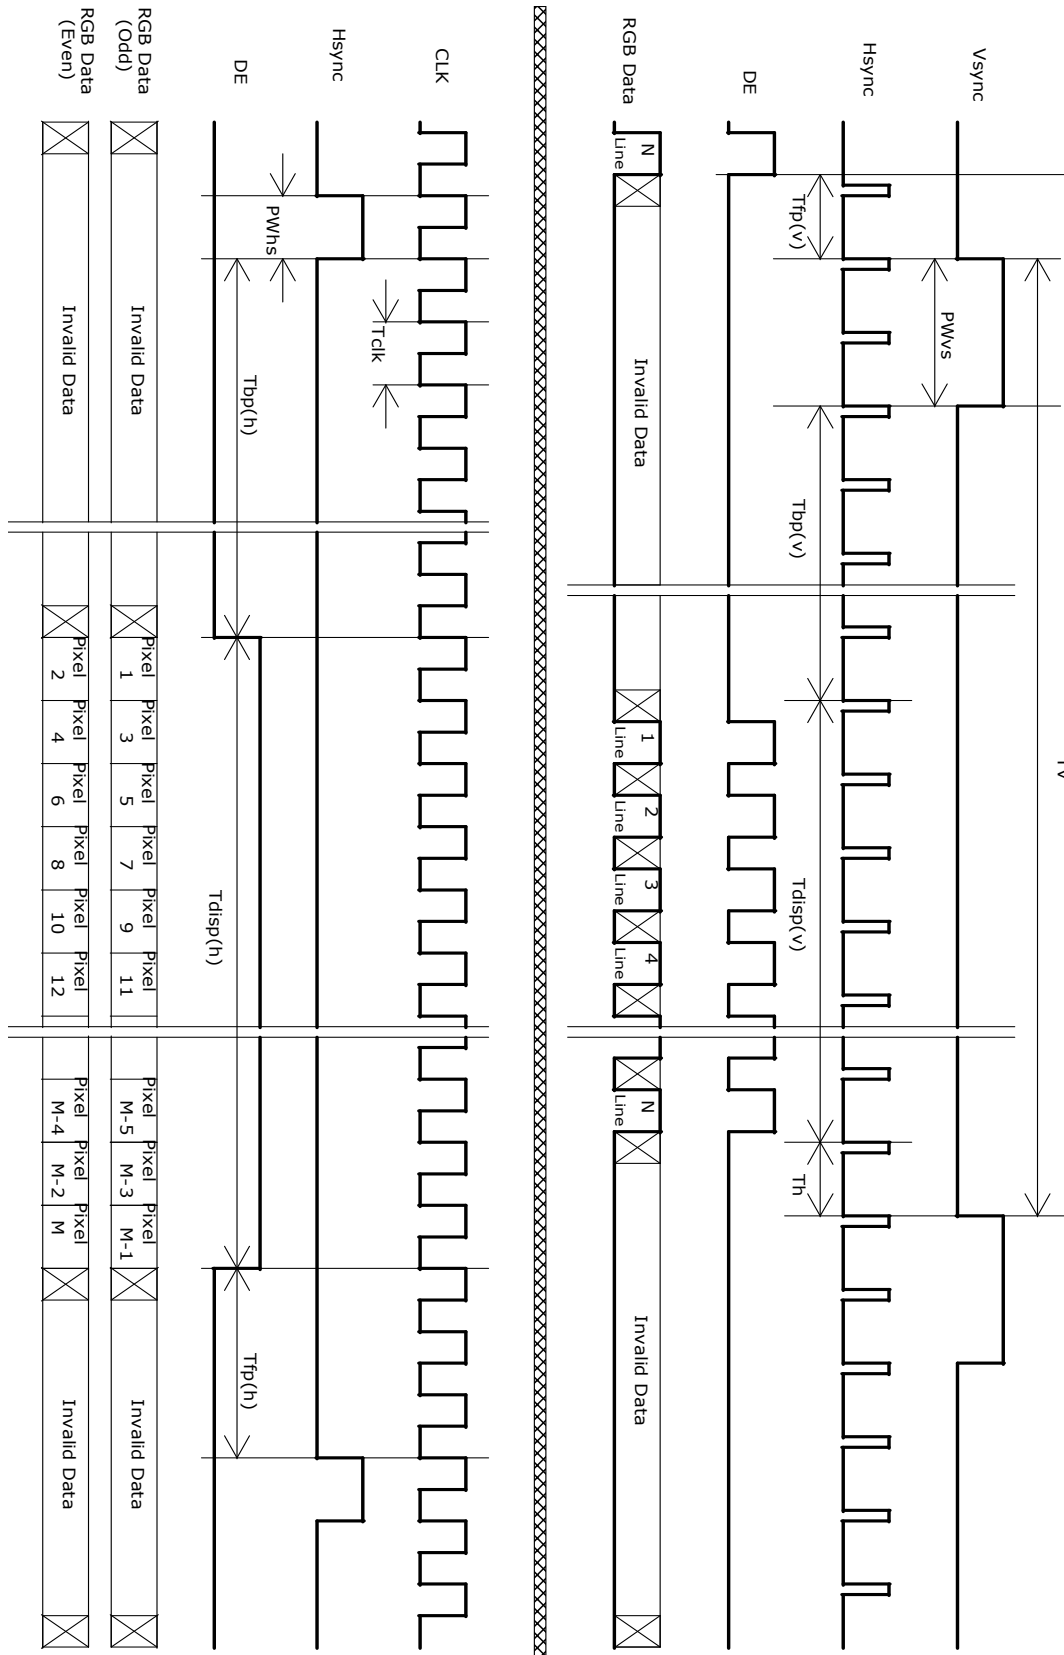 Tv
Vsync
PWvs
Hsync
Tfp(v)
Tbp(v)
Tdisp(v)
Th
DE
RGB Data
N
Line
Invalid Data
1
Line
2
Line
3
Line
4
Line
N
Line
Invalid Data
CLK
Tclk
Hsync
PWhs
Tbp(h)
DE
Tdisp(h)
Tfp(h)
RGB Data
(Odd)
Invalid Data
Pixel
1
Pixel
3
Pixel
5
Pixel
7
Pixel
9
Pixel
11
Pixel
M-5
Pixel
M-3
Pixel
M-1
Invalid Data
RGB Data
(Even)
Invalid Data
Pixel
2
Pixel
4
Pixel
6
Pixel
8
Pixel
10
Pixel
12
Pixel
M-4
Pixel
M-2
Pixel
M
Invalid Data